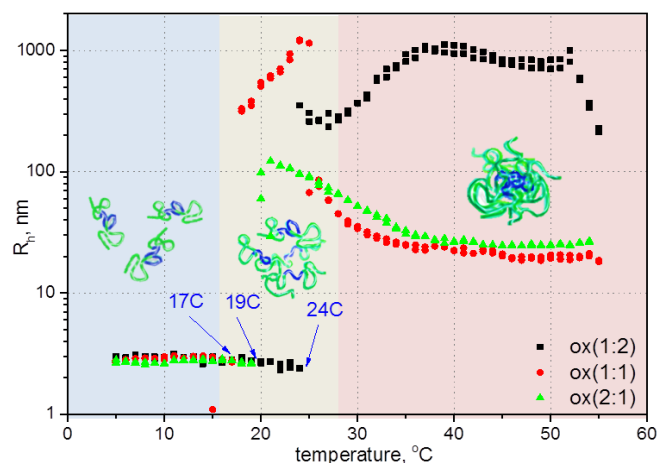 1000
100
10
1
R_h, nm
17C
19C
24C
ox(1:2)
ox(1:1)
ox(2:1)
0 10 20 30 40 50 60
temperature, °C